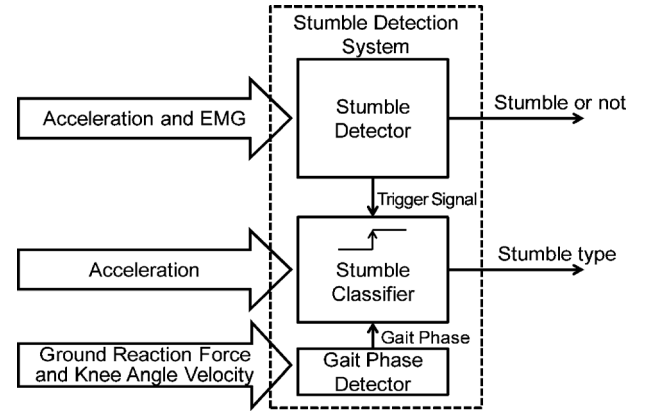 Stumble Detection
System
Acceleration and EMG
Stumble
Detector
Stumble or not
Trigger Signal
Acceleration
Stumble
Classifier
Stumble type
Gait Phase
Ground Reaction Force
and Knee Angle Velocity
Gait Phase
Detector